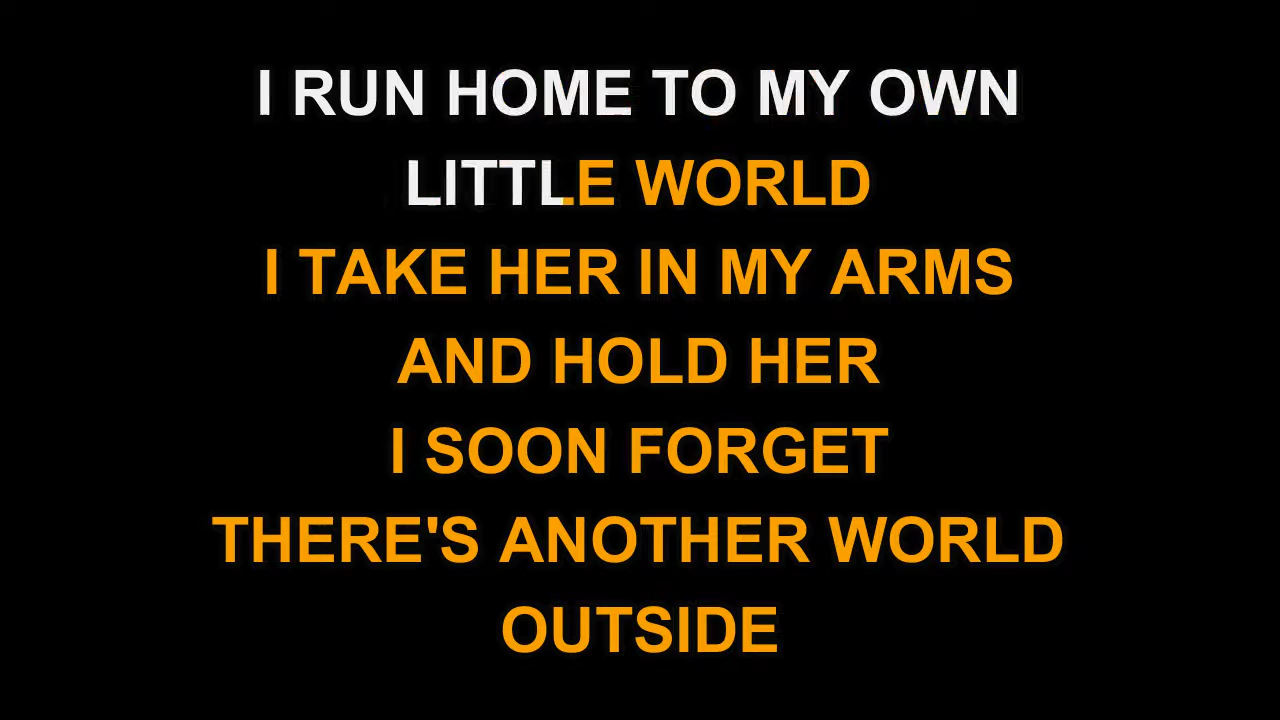 I RUN HOME TO MY OWN
LITTLE WORLD
I TAKE HER IN MY ARMS
AND HOLD HER
I SOON FORGET
THERE'S ANOTHER WORLD
OUTSIDE